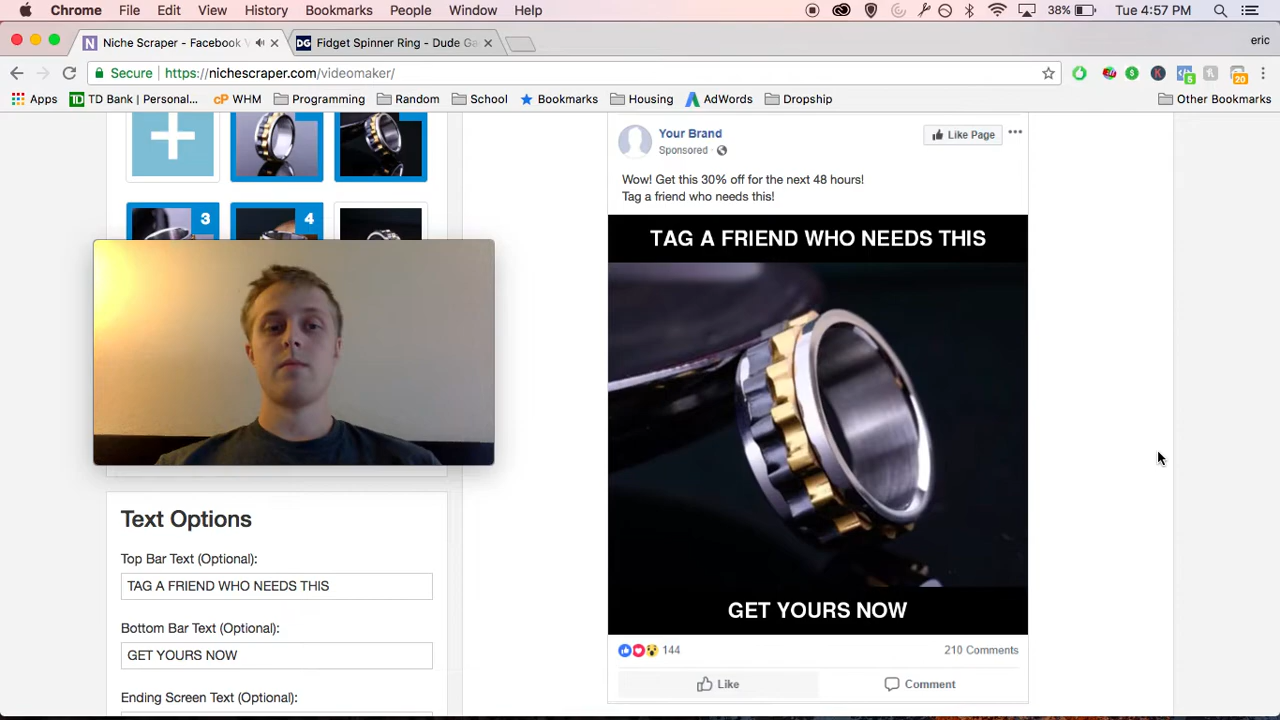 Chrome File Edit View History Bookmarks People Window Help 38% Tue 4:57 PM
Niche Scraper - Facebook V
Fidget Spinner Ring - Dude Ga
eric
Secure https://nichescraper.com/videomaker/
Apps TD Bank | Personal... WHM Programming Random School Bookmarks Housing AdWords Dropship Other Bookmarks
3
4
Text Options
Top Bar Text (Optional):
TAG A FRIEND WHO NEEDS THIS
Bottom Bar Text (Optional):
GET YOURS NOW
Ending Screen Text (Optional):
Your Brand
Sponsored
Like Page
Wow! Get this 30% off for the next 48 hours!
Tag a friend who needs this!
TAG A FRIEND WHO NEEDS THIS
GET YOURS NOW
144
210 Comments
Like
Comment